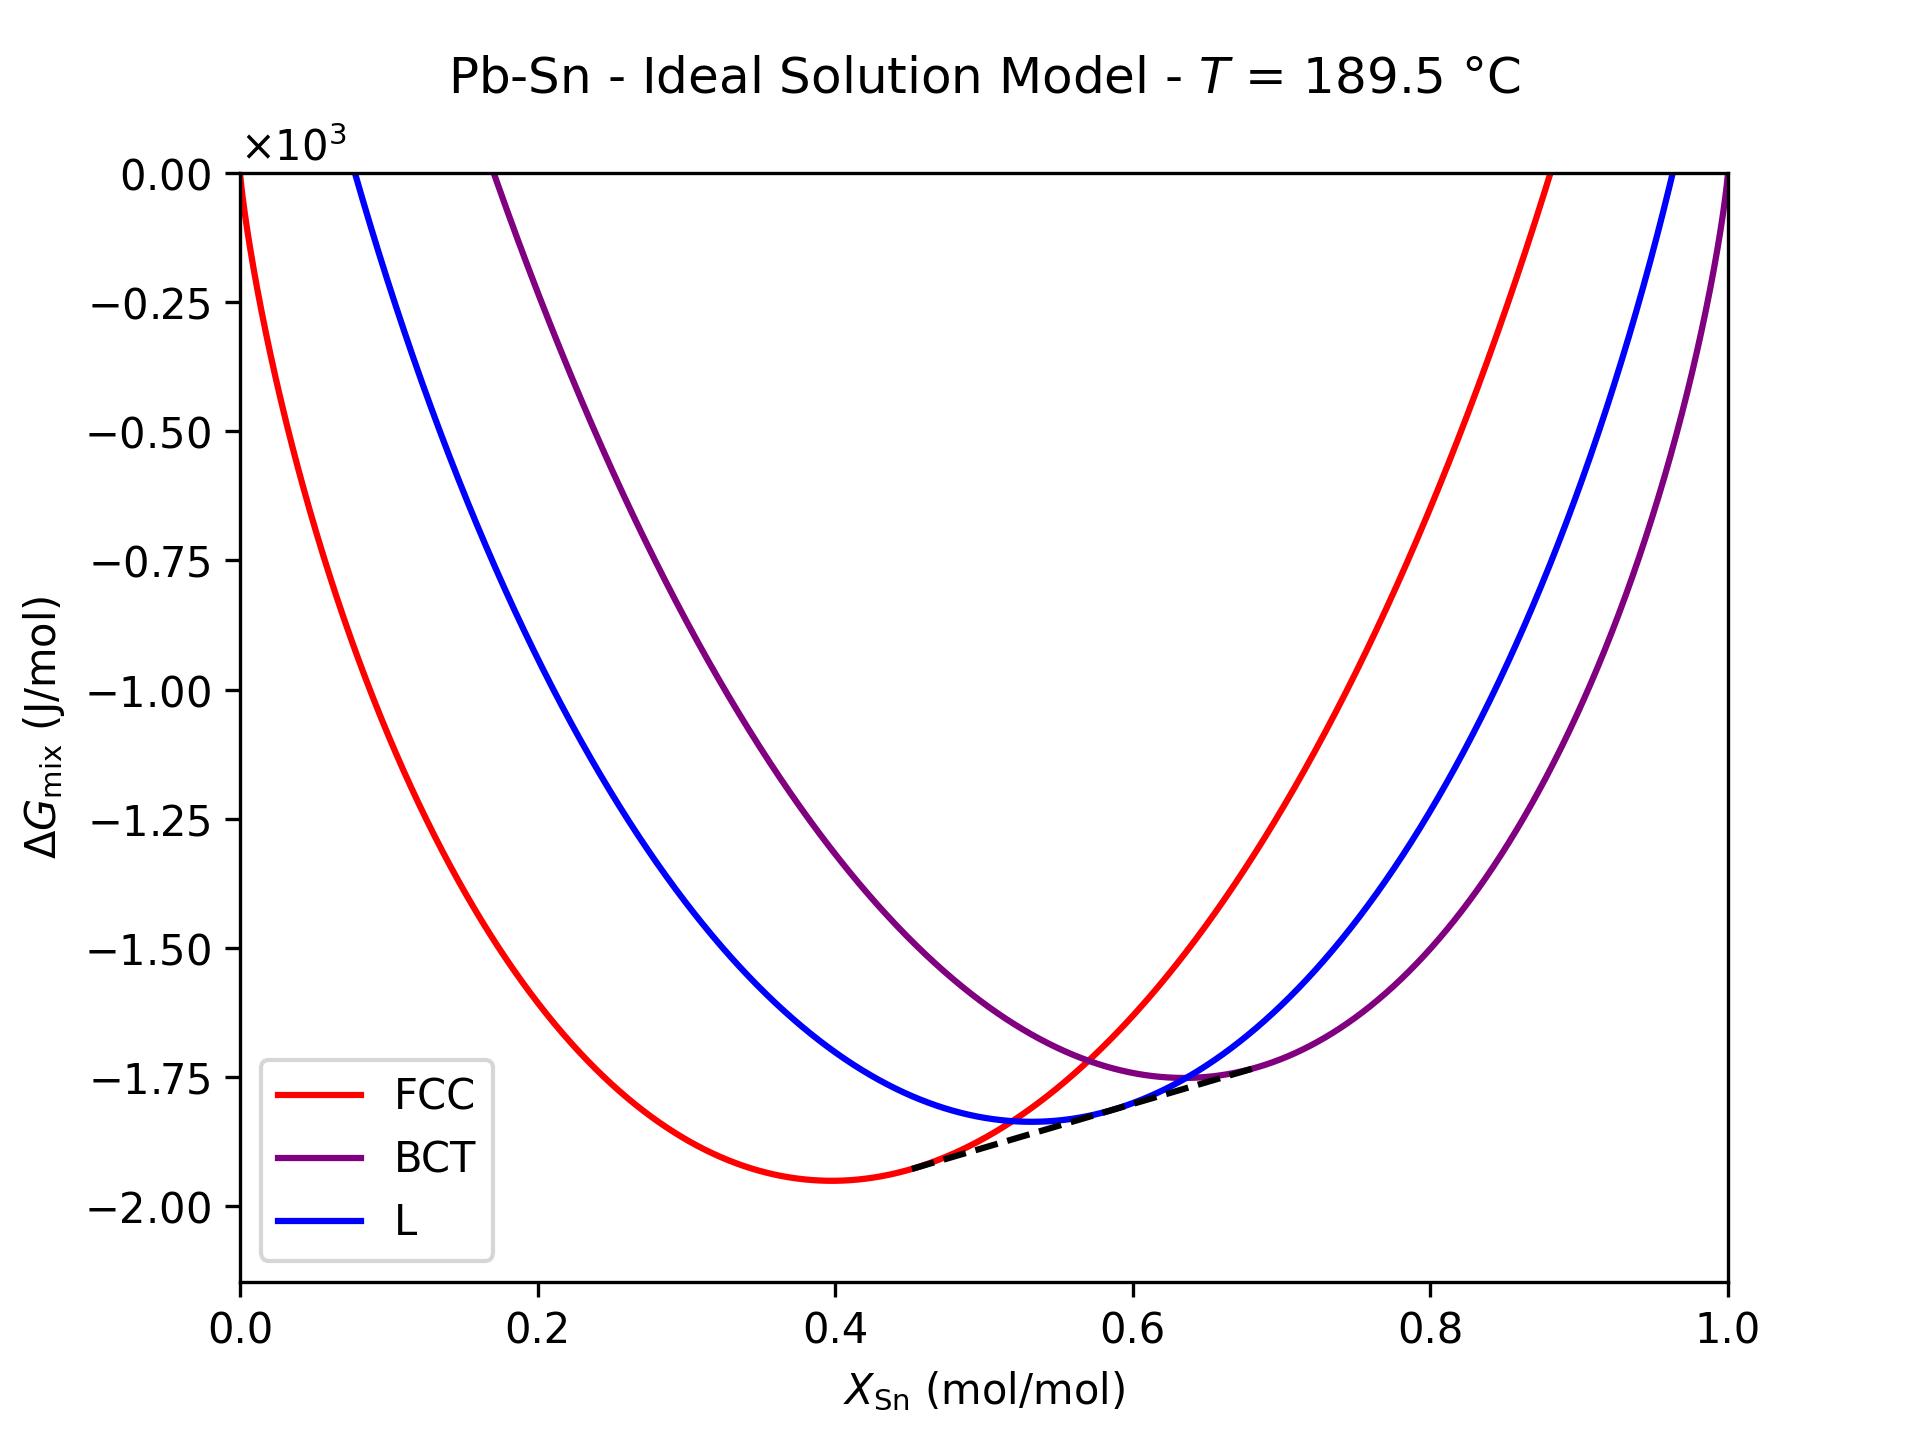 Pb-Sn - Ideal Solution Model - T = 189.5 °C
×10³
0.00
−0.25
−0.50
−0.75
−1.00
−1.25
−1.50
−1.75
−2.00
ΔGmix (J/mol)
FCC
BCT
L
0.0 0.2 0.4 0.6 0.8 1.0
XSn (mol/mol)